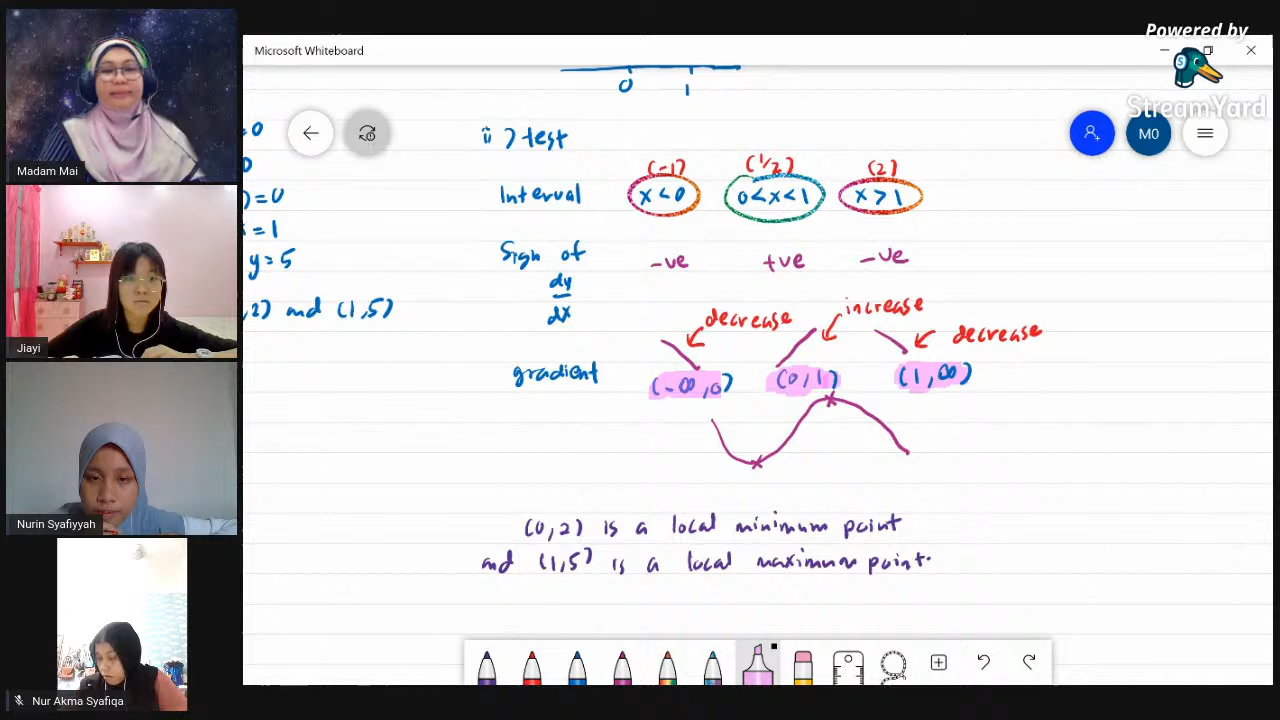 Powered by
StreamYard
Microsoft Whiteboard
Madam Mai
Jiayi
Nurin Syafiyyah
Nur Akma Syafiqa
M0
0 1
=0
0
)=0
=1
y=5
,2) and (1,5)
ii) test
(-1) (1/2) (2)
Interval x<0 0<x<1 x>1
Sign of dy/dx -ve +ve -ve
decrease increase decrease
gradient (-∞,0) (0,1) (1,∞)
(0,2) is a local minimum point
and (1,5) is a local maximum point.